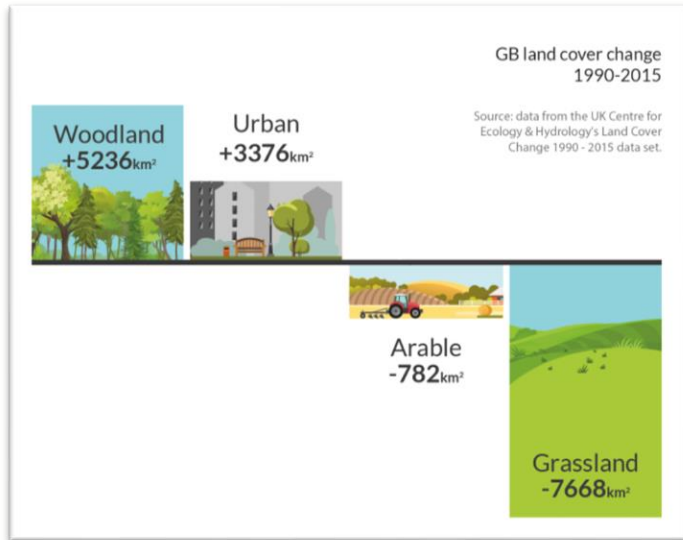 GB land cover change
1990-2015
Source: data from the UK Centre for
Ecology & Hydrology's Land Cover
Change 1990 - 2015 data set.
Woodland
+5236km²
Urban
+3376km²
Arable
-782km²
Grassland
-7668km²